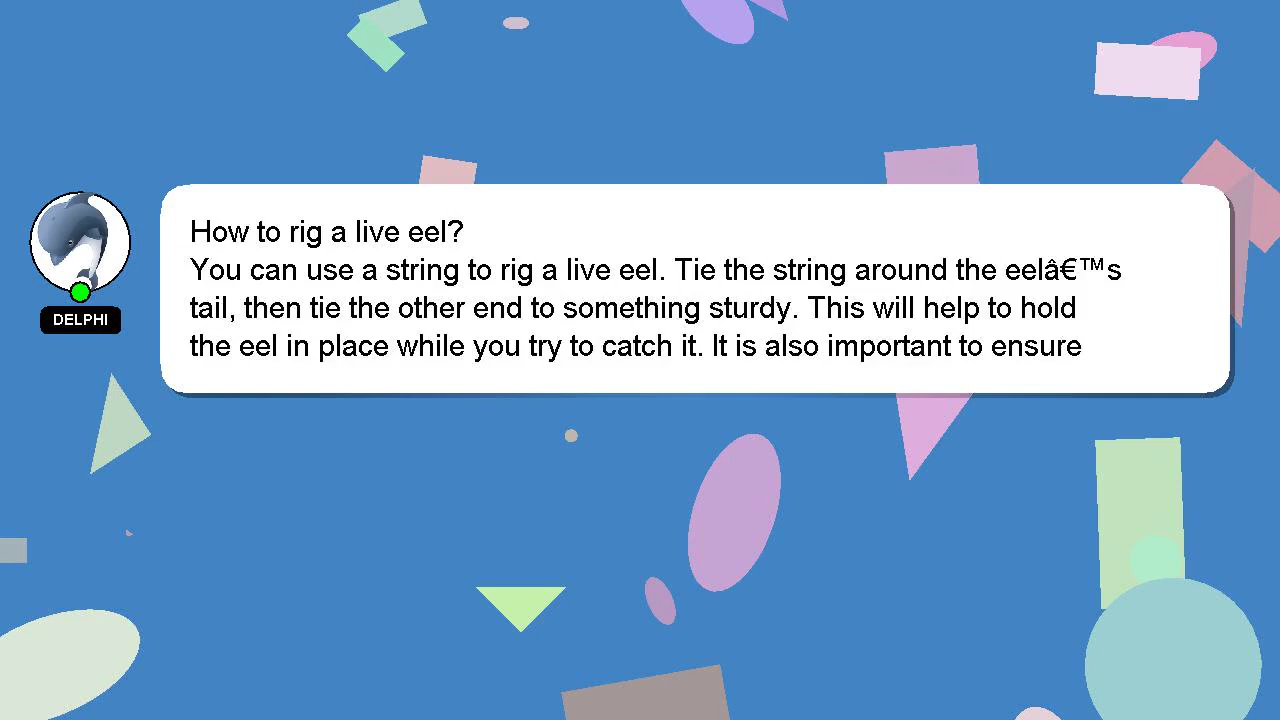 How to rig a live eel?
You can use a string to rig a live eel. Tie the string around the eelâ€™s
tail, then tie the other end to something sturdy. This will help to hold
the eel in place while you try to catch it. It is also important to ensure
DELPHI